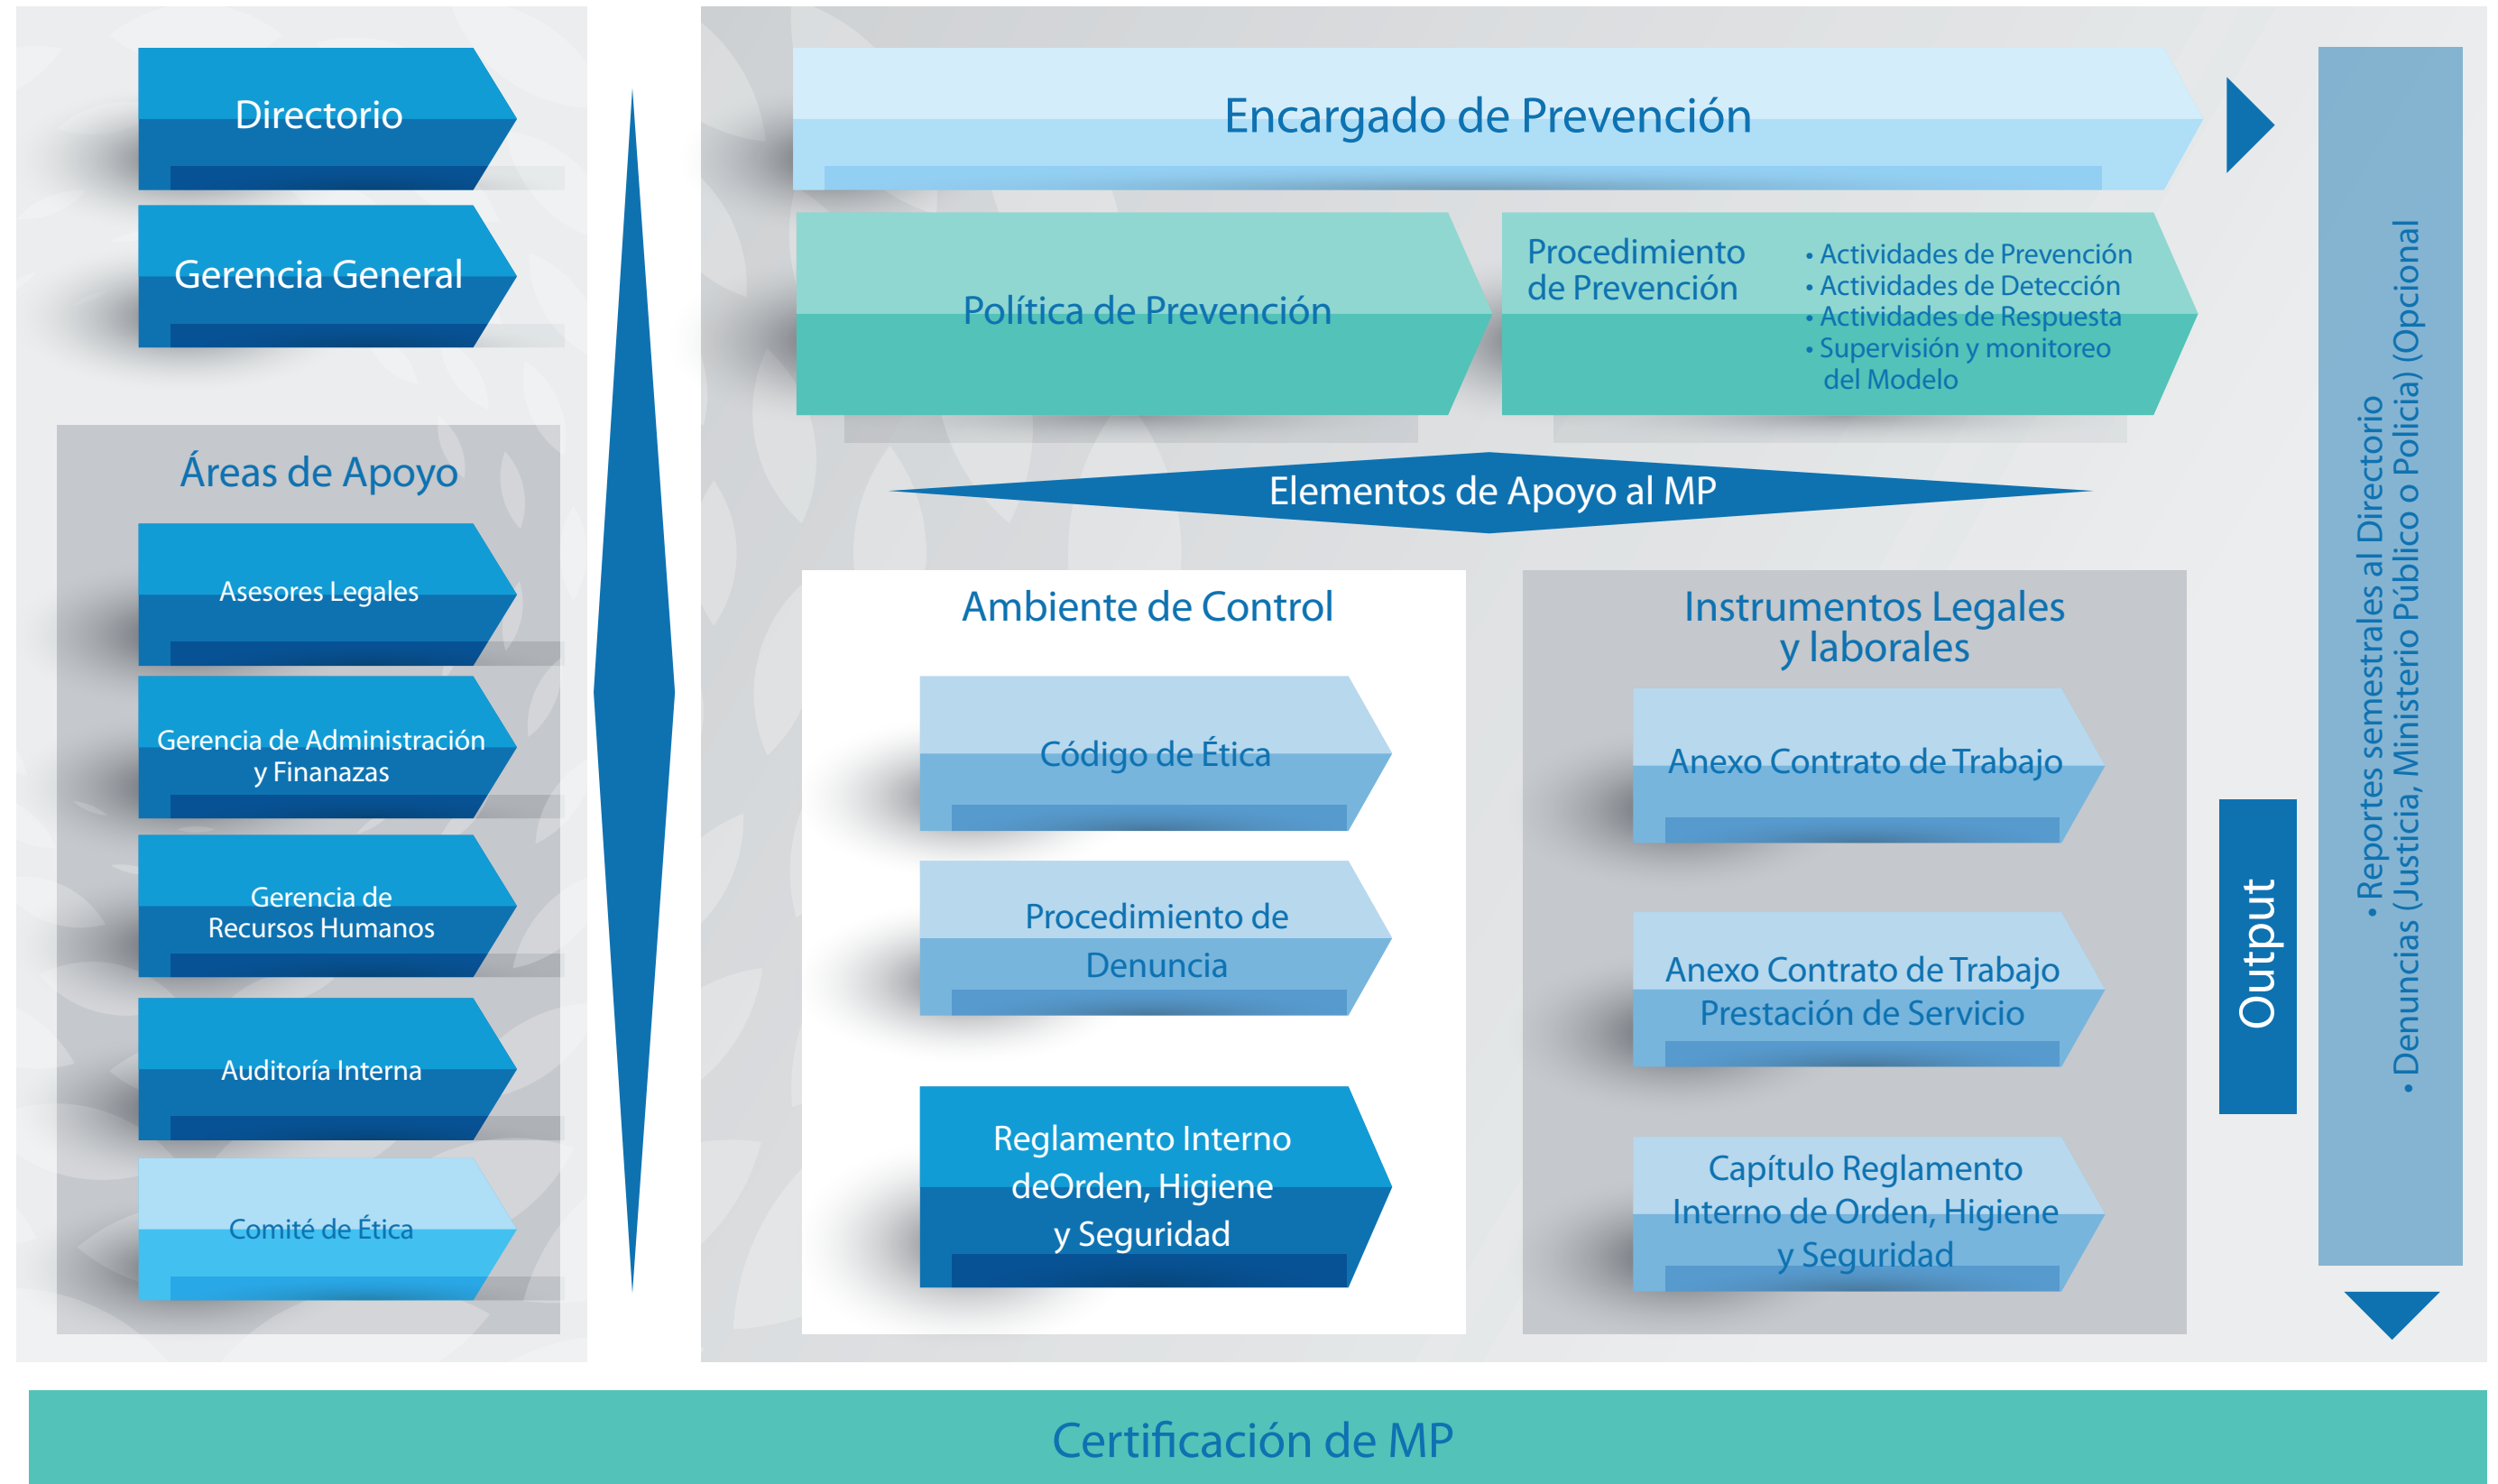 Directorio
Gerencia General
Áreas de Apoyo
Asesores Legales
Gerencia de Administración
y Finanazas
Gerencia de
Recursos Humanos
Auditoría Interna
Comité de Ética
Encargado de Prevención
Política de Prevención
Procedimiento
de Prevención
• Actividades de Prevención
• Actividades de Detección
• Actividades de Respuesta
• Supervisión y monitoreo
del Modelo
Elementos de Apoyo al MP
Ambiente de Control
Código de Ética
Procedimiento de
Denuncia
Reglamento Interno
deOrden, Higiene
y Seguridad
Instrumentos Legales
y laborales
Anexo Contrato de Trabajo
Anexo Contrato de Trabajo
Prestación de Servicio
Capítulo Reglamento
Interno de Orden, Higiene
y Seguridad
Output
• Reportes semestrales al Directorio
• Denuncias (Justicia, Ministerio Público o Policia) (Opcional
Certificación de MP